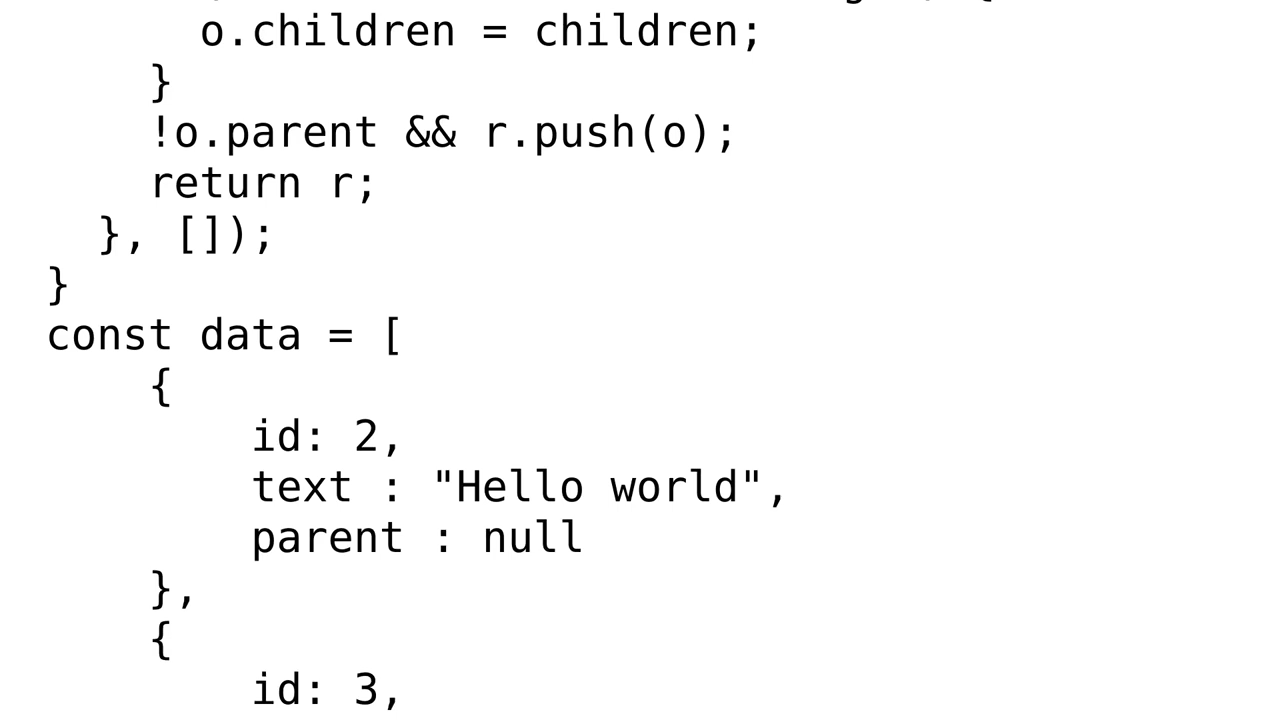 o.children = children;
}
!o.parent && r.push(o);
return r;
}, []);
}
const data = [
{
id: 2,
text : "Hello world",
parent : null
},
{
id: 3,